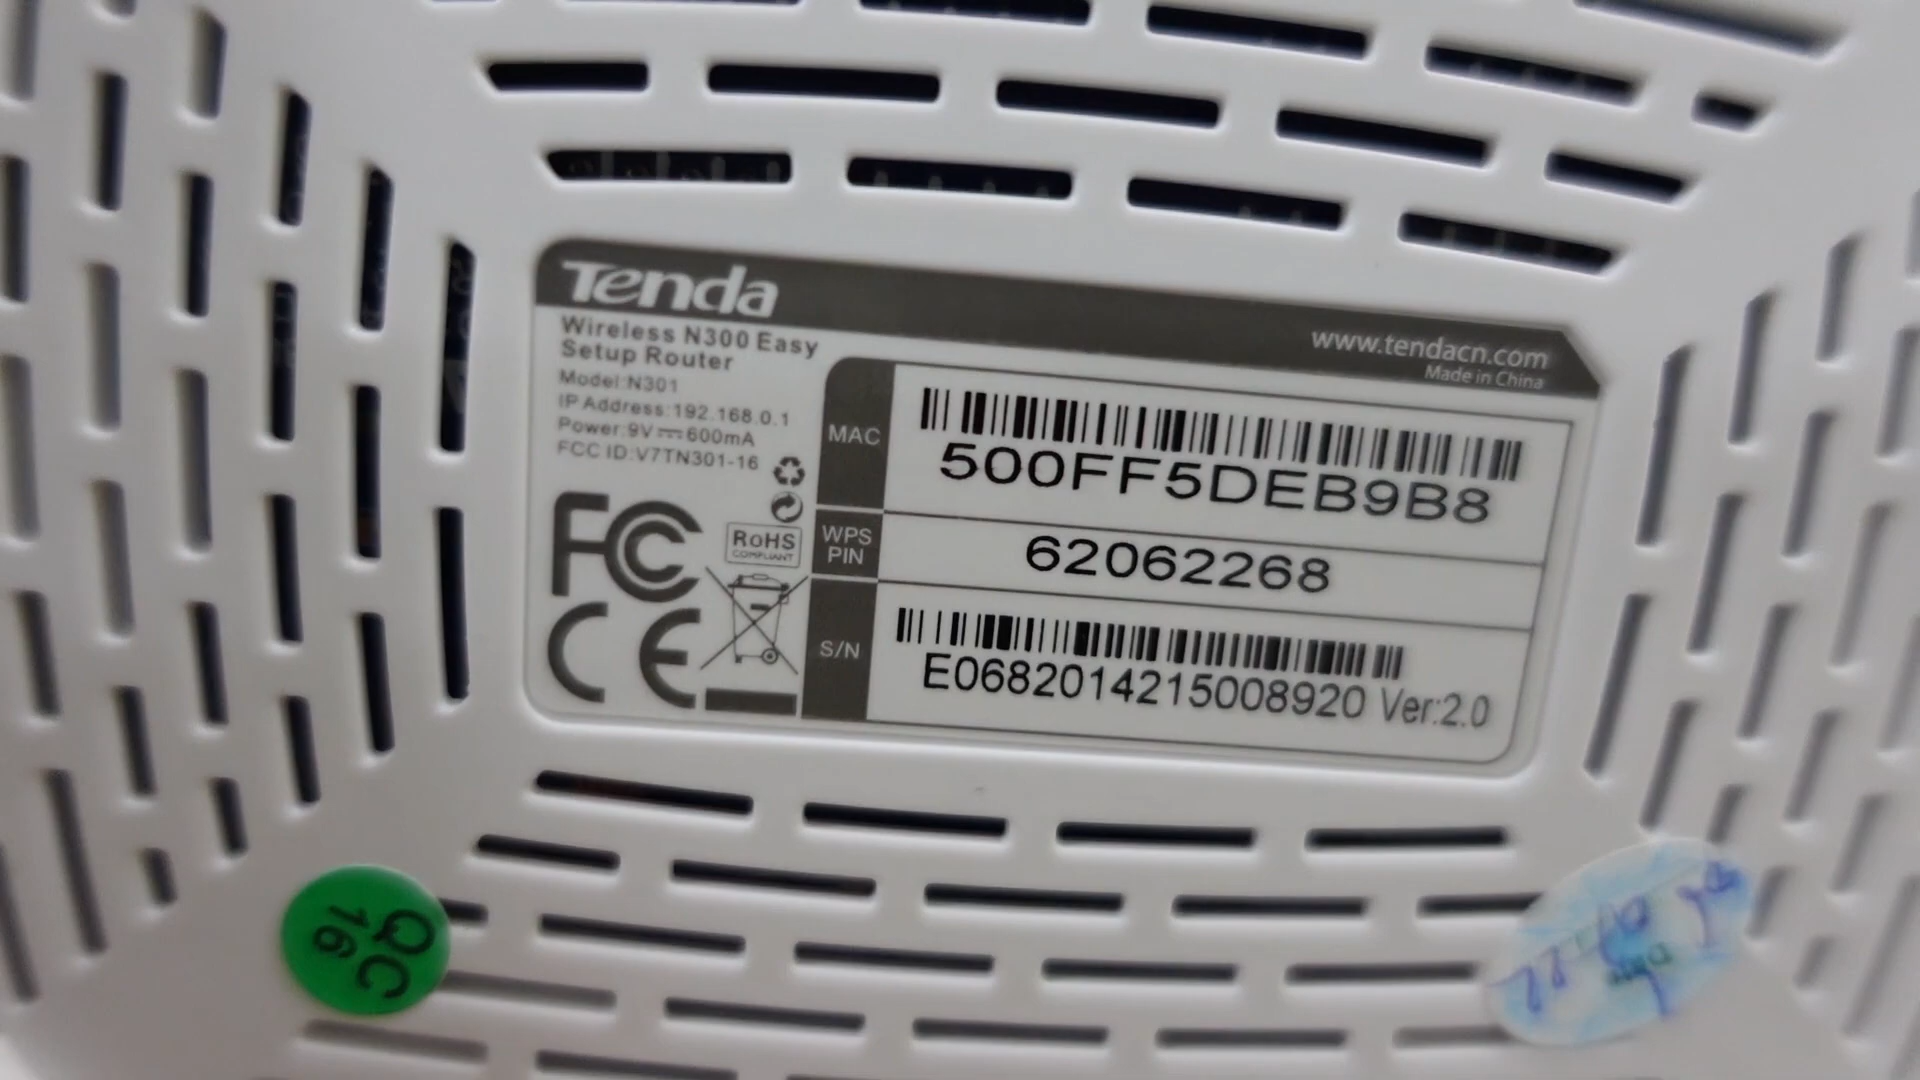 Tenda
www.tendacn.com
Made in China
Wireless N300 Easy
Setup Router
Model:N301
IP Address:192.168.0.1
Power:9V⎓600mA
FCC ID:V7TN301-16
FC
RoHS
COMPLIANT
CE
MAC
500FF5DEB9B8
WPS
PIN
62062268
S/N
E0682014215008920 Ver:2.0
QC
16